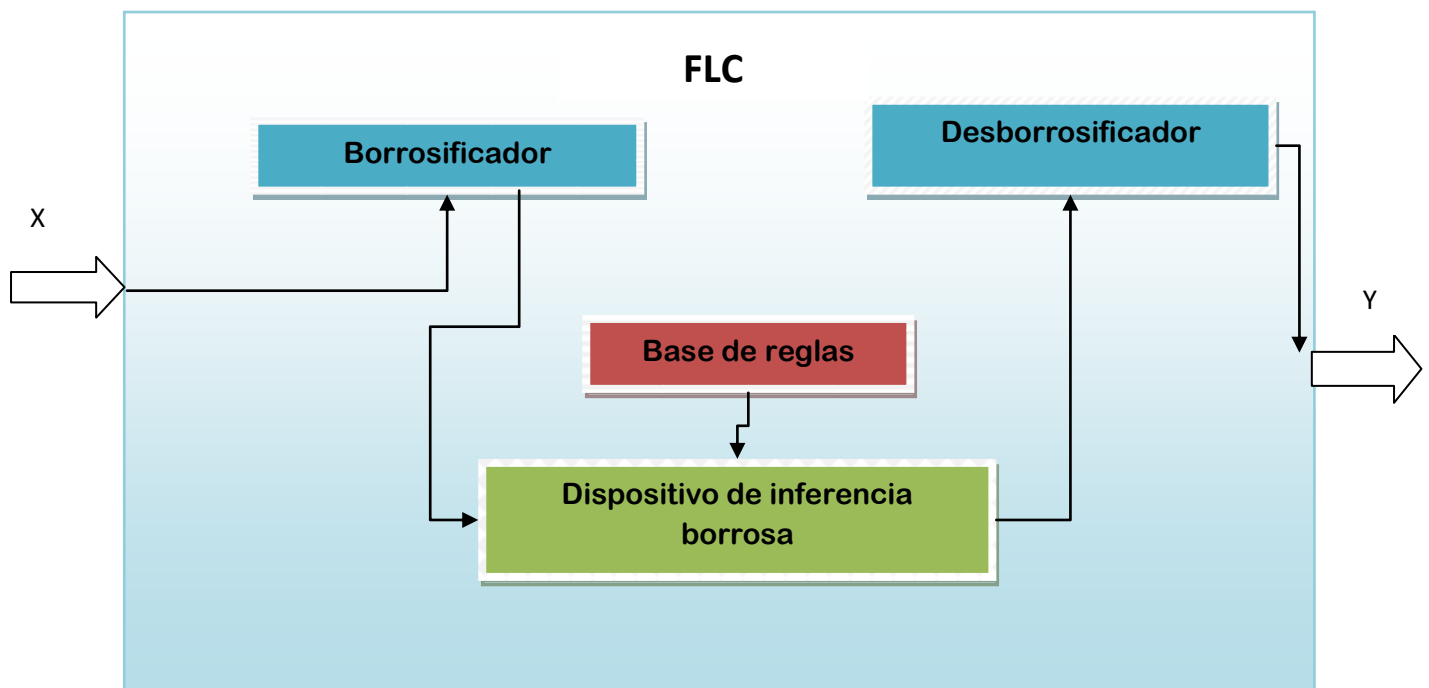 FLC
Borrosificador
Desborrosificador
X
Y
Base de reglas
Dispositivo de inferencia
borrosa